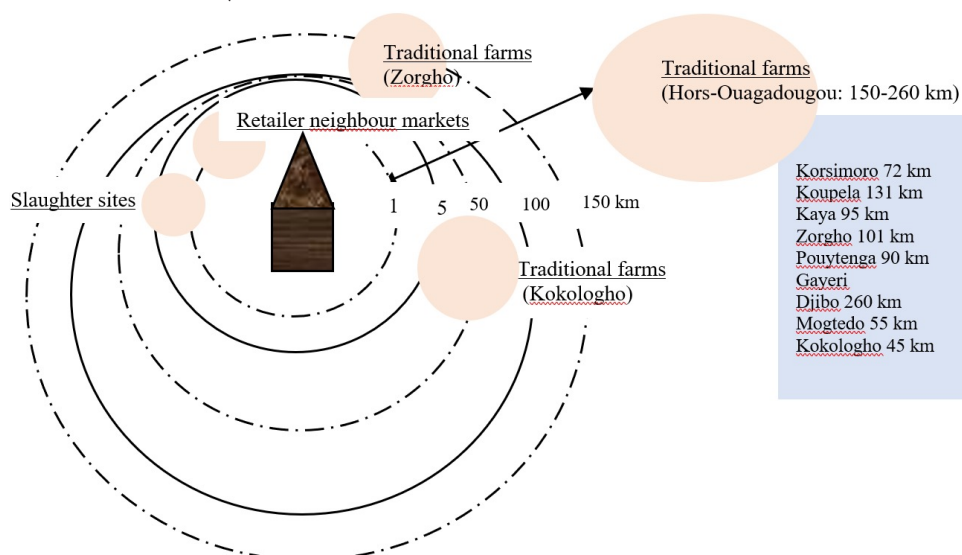 Traditional farms
(Zorgho)
Traditional farms
(Hors-Ouagadougou: 150-260 km)
Retailer neighbour markets
Slaughter sites
1 5 50 100 150 km
Traditional farms
(Kokologho)
Korsimoro 72 km
Koupela 131 km
Kaya 95 km
Zorgho 101 km
Pouytenga 90 km
Gayeri
Djibo 260 km
Mogtedo 55 km
Kokologho 45 km